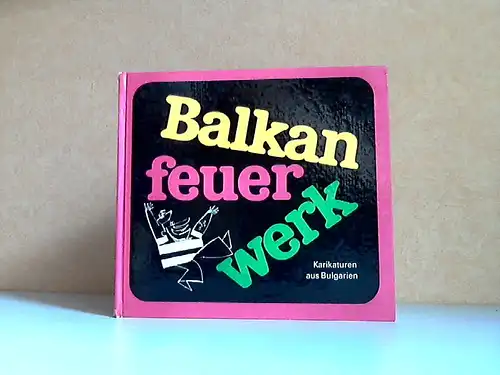 Balkan
feuer
werk
Karikaturen
aus Bulgarien